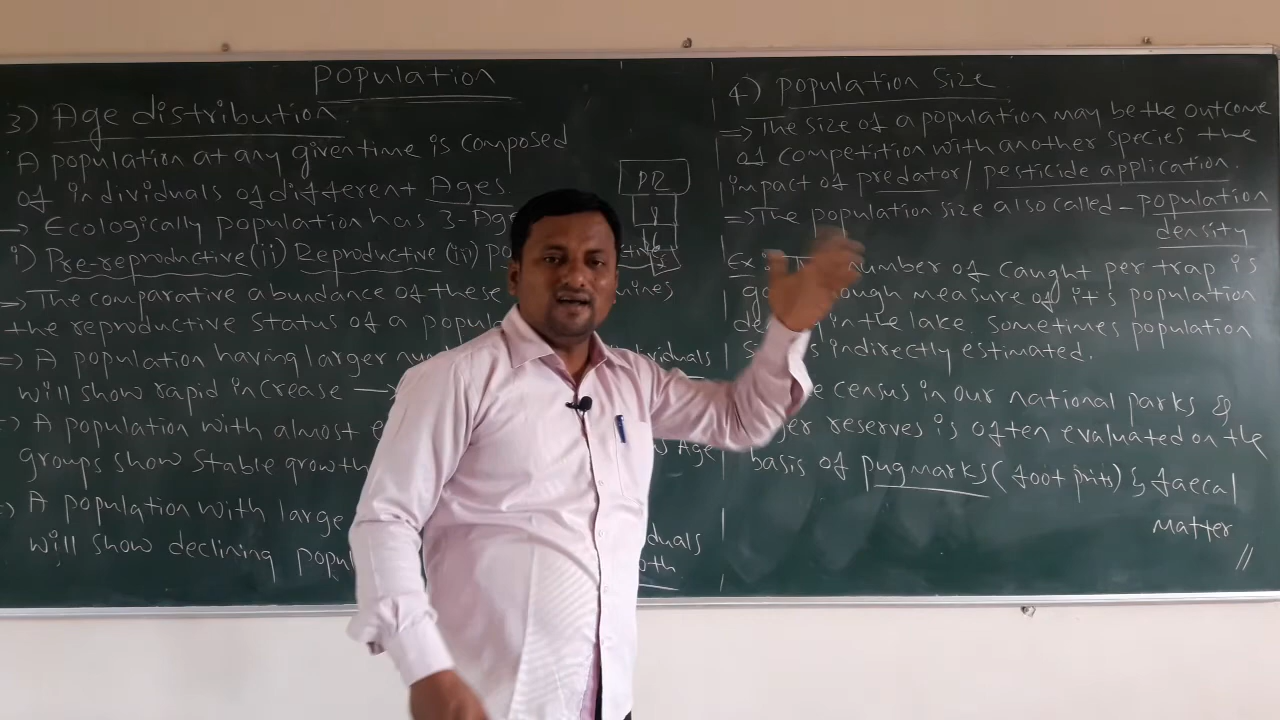 Population
3) Age distribution.
A population at any given time is composed
of individuals of different Ages
→ Ecologically population has 3-Age
i) Pre-reproductive (ii) Reproductive (iii)
⇒ The comparative abundance of these
the reproductive status of a
⇒ A population having larger
will show rapid increase →
⇒ A population with almost
groups show stable growth Age
⇒ A population with large
will show declining
PR
4) Population Size
⇒ The size of a population may be the outcome
of competition with another species the
impact of predator / pesticide application.
⇒ The population size also called - population
density
Ex: number of caught per trap is
measure of it's population
in the lake. Sometimes population
indirectly estimated.
census in our national parks &
reserves is often evaluated on the
basis of pugmarks (foot prits) & faecal
matter
//